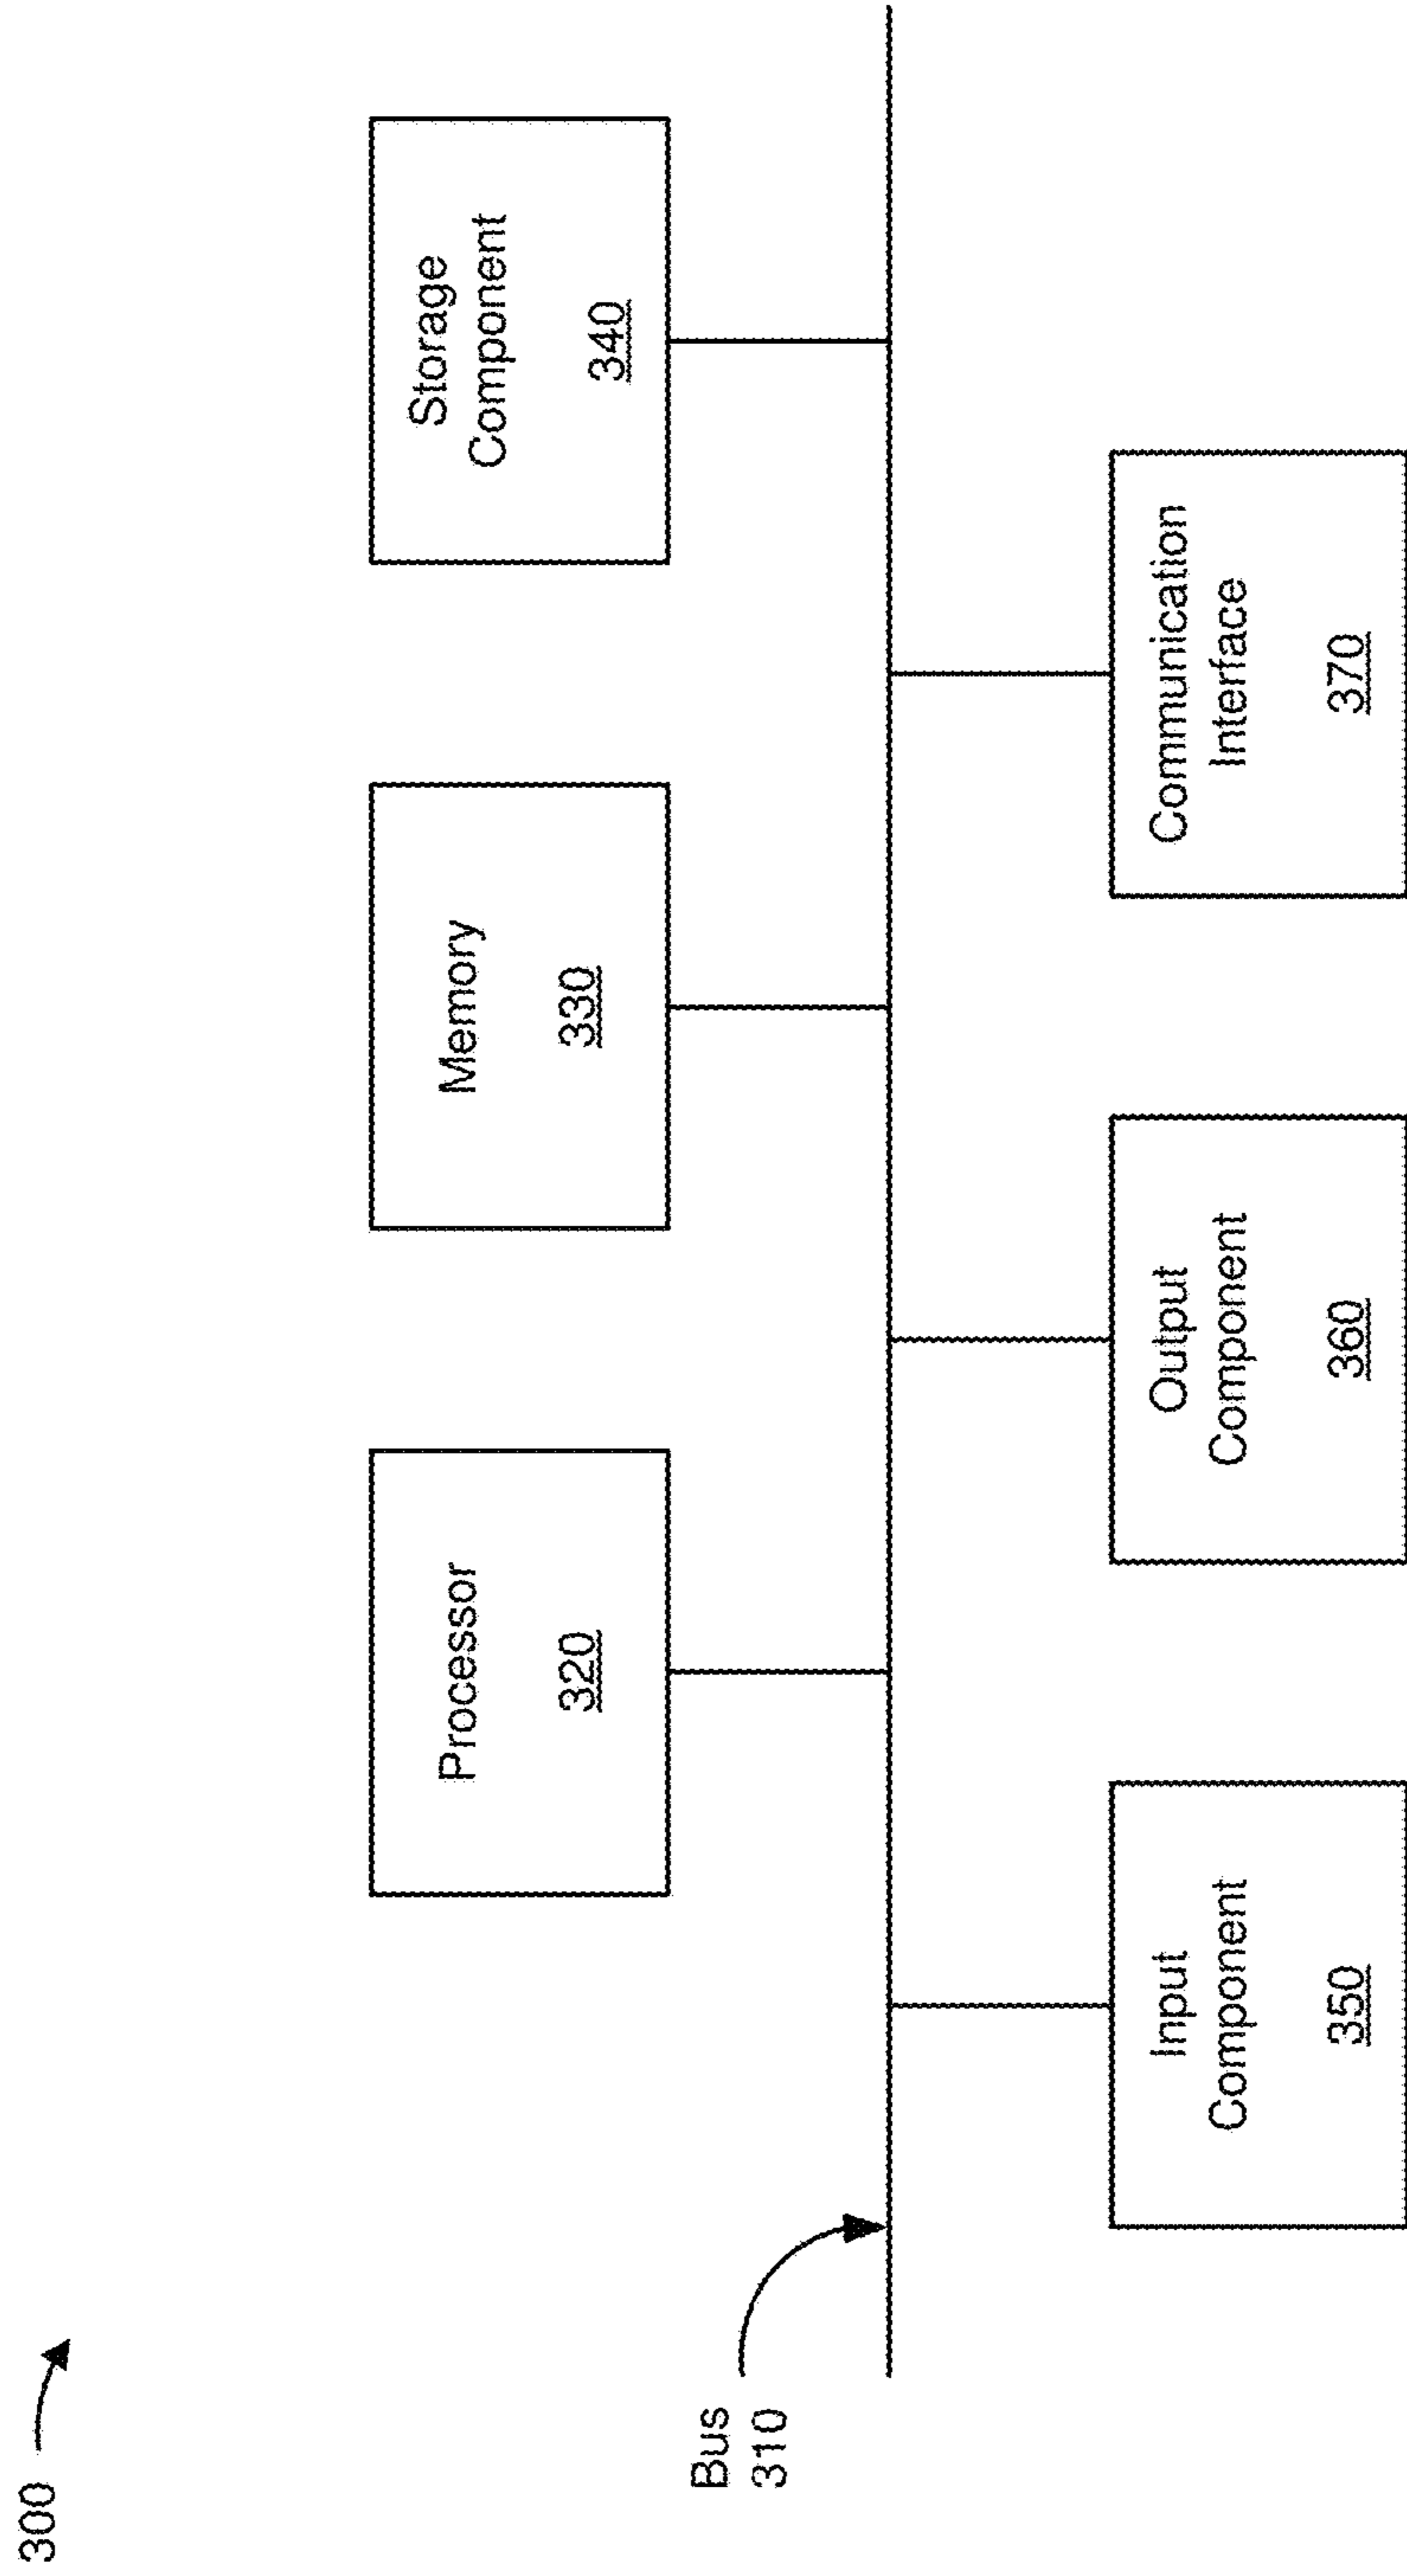 300
Bus
310
Processor
320
Memory
330
Storage
Component
340
Input
Component
350
Output
Component
360
Communication
Interface
370